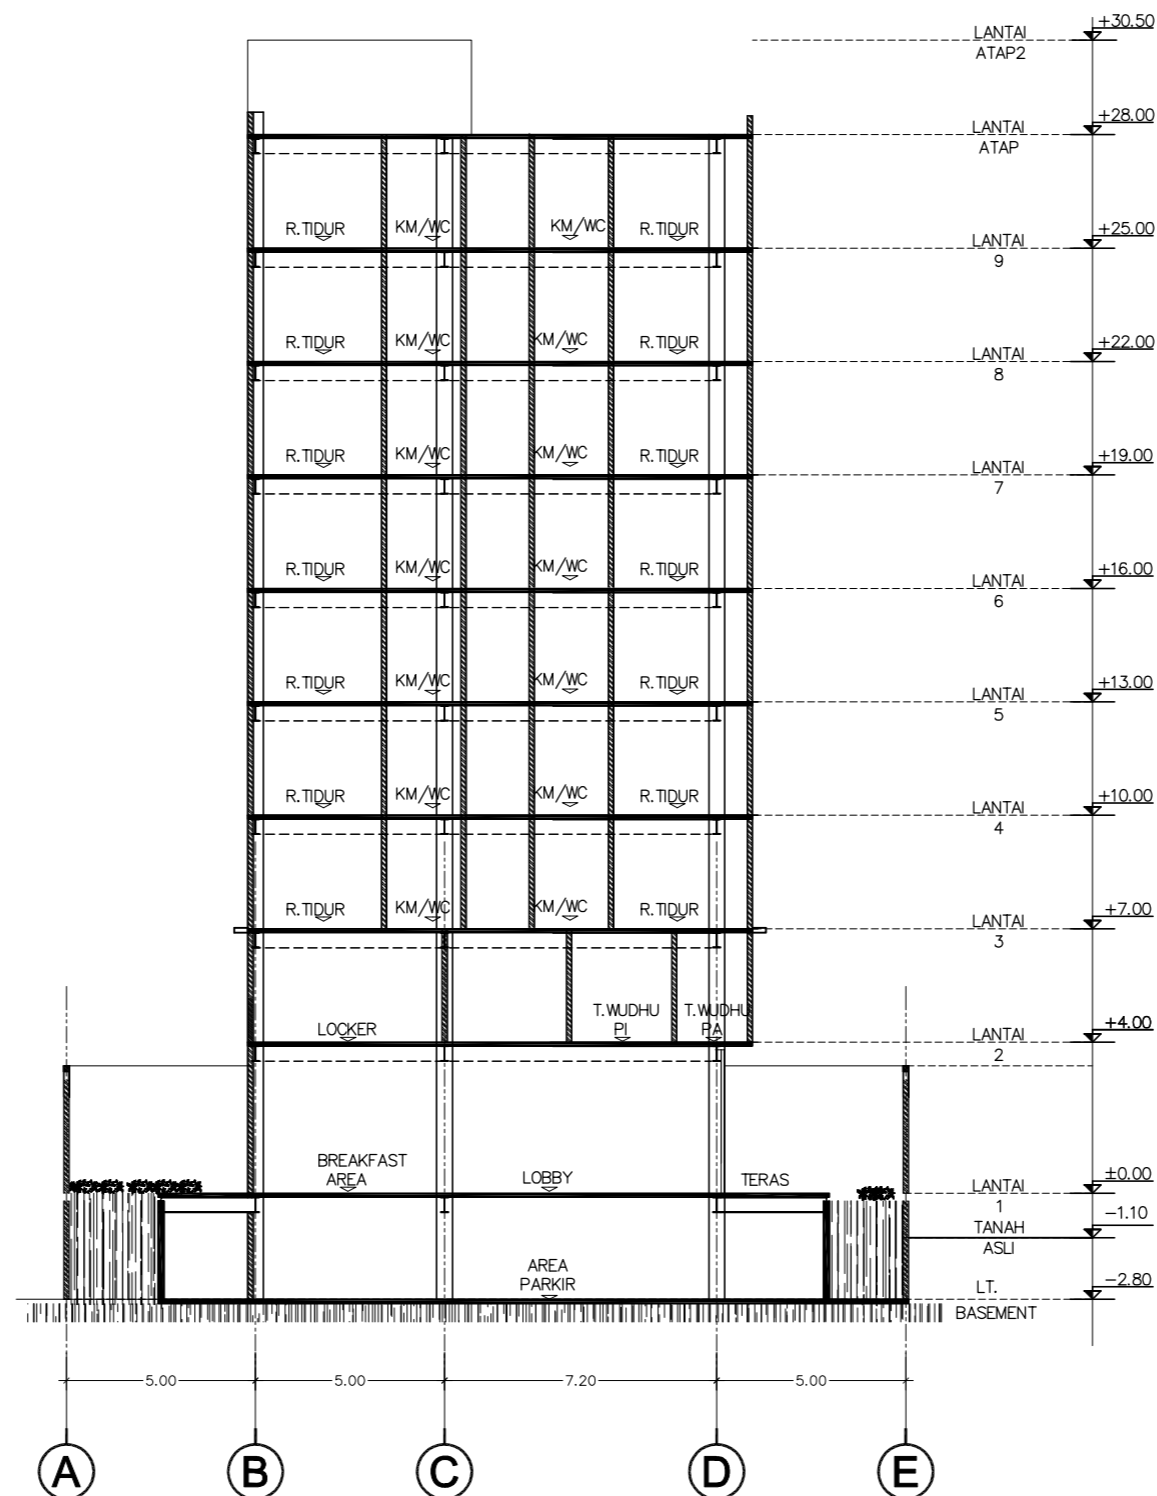 LANTAI +30.50
ATAP2
LANTAI +28.00
ATAP
R.TIDUR KM/WC KM/WC R.TIDUR LANTAI +25.00
9
R.TIDUR KM/WC KM/WC R.TIDUR LANTAI +22.00
8
R.TIDUR KM/WC KM/WC R.TIDUR LANTAI +19.00
7
R.TIDUR KM/WC KM/WC R.TIDUR LANTAI +16.00
6
R.TIDUR KM/WC KM/WC R.TIDUR LANTAI +13.00
5
R.TIDUR KM/WC KM/WC R.TIDUR LANTAI +10.00
4
R.TIDUR KM/WC KM/WC R.TIDUR LANTAI +7.00
3
LOCKER T.WUDHU PI T.WUDHU PA LANTAI +4.00
2
BREAKFAST
AREA LOBBY TERAS LANTAI ±0.00
1
TANAH -1.10
ASLI
AREA
PARKIR LT. -2.80
BASEMENT
5.00 5.00 7.20 5.00
A B C D E